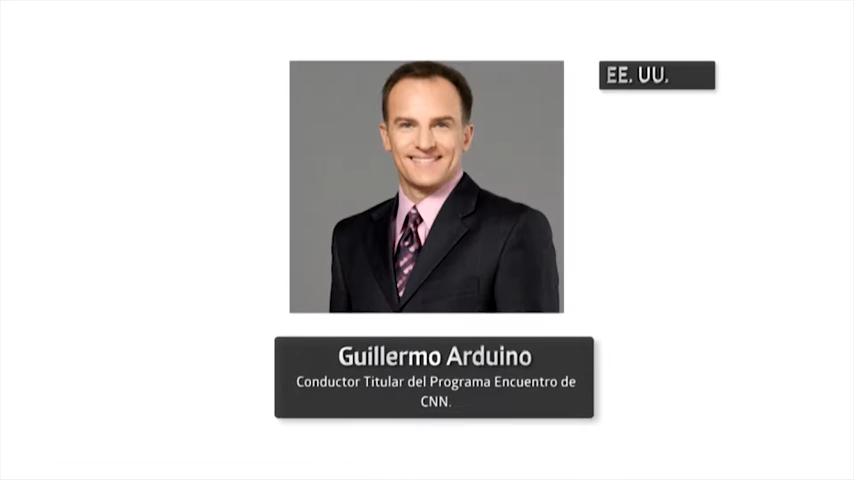 EE. UU.
Guillermo Arduino
Conductor Titular del Programa Encuentro de
CNN.